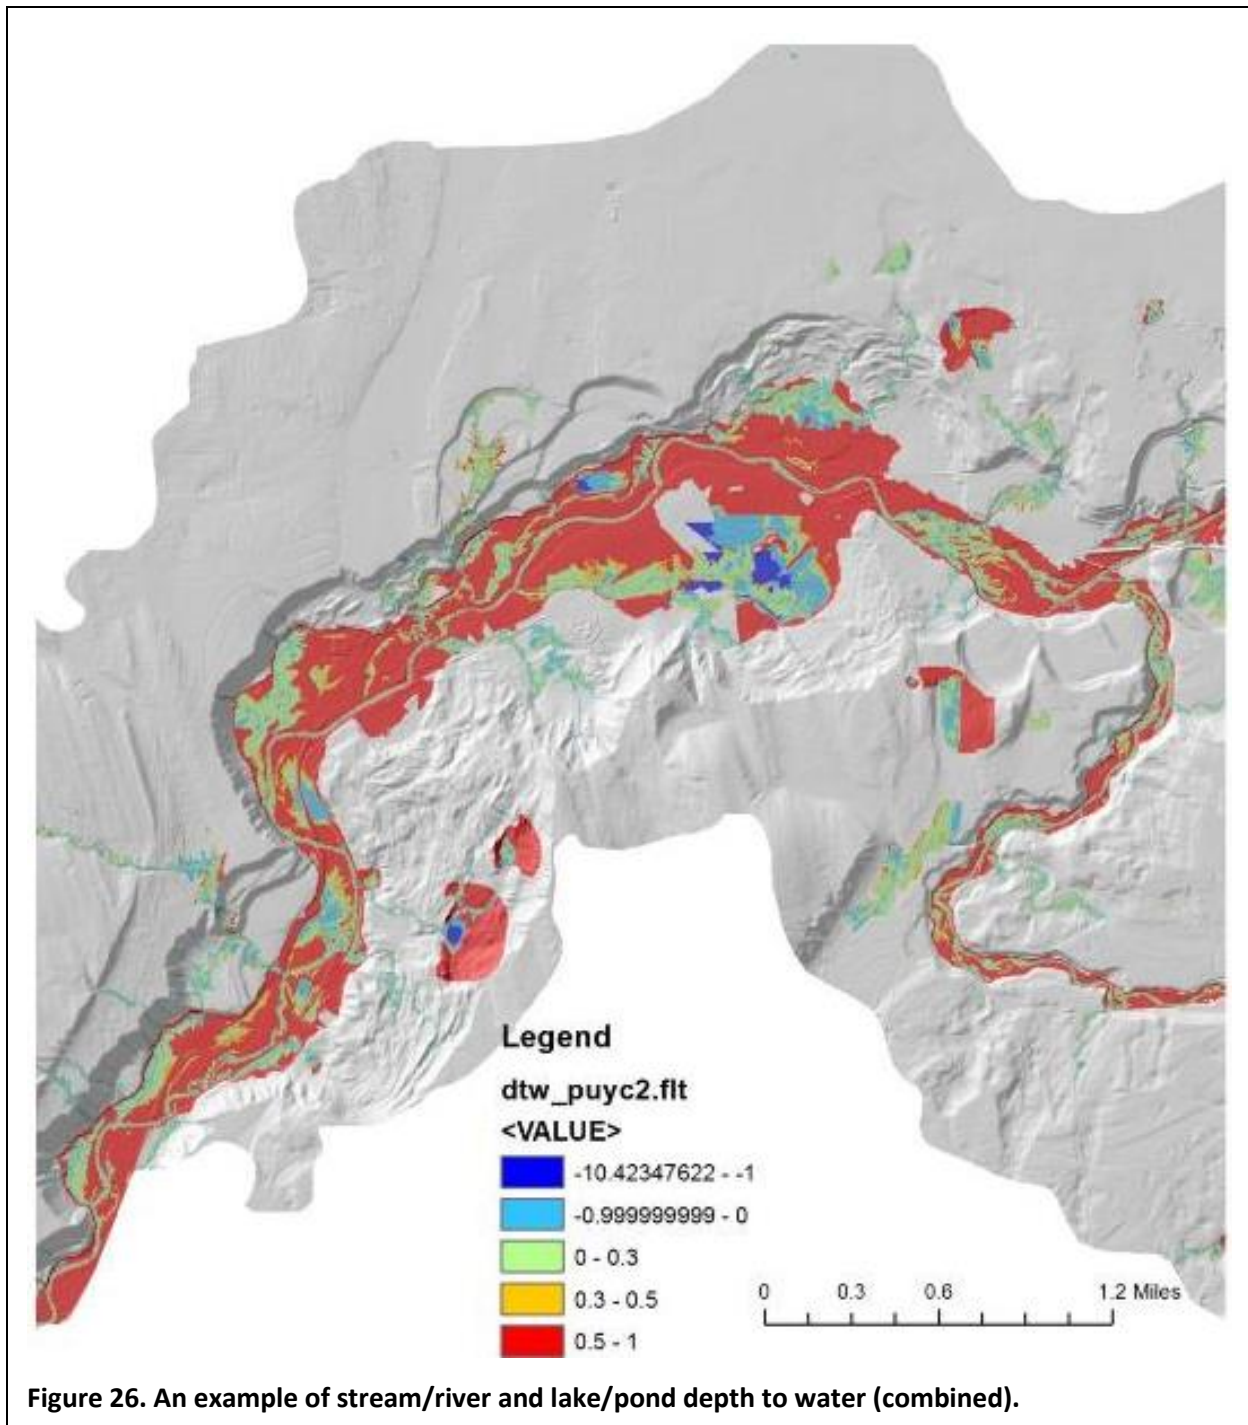 Legend
dtw_puyc2.flt
<VALUE>
-10.42347622 - -1
-0.999999999 - 0
0 - 0.3
0.3 - 0.5
0.5 - 1
0 0.3 0.6 1.2 Miles
Figure 26. An example of stream/river and lake/pond depth to water (combined).